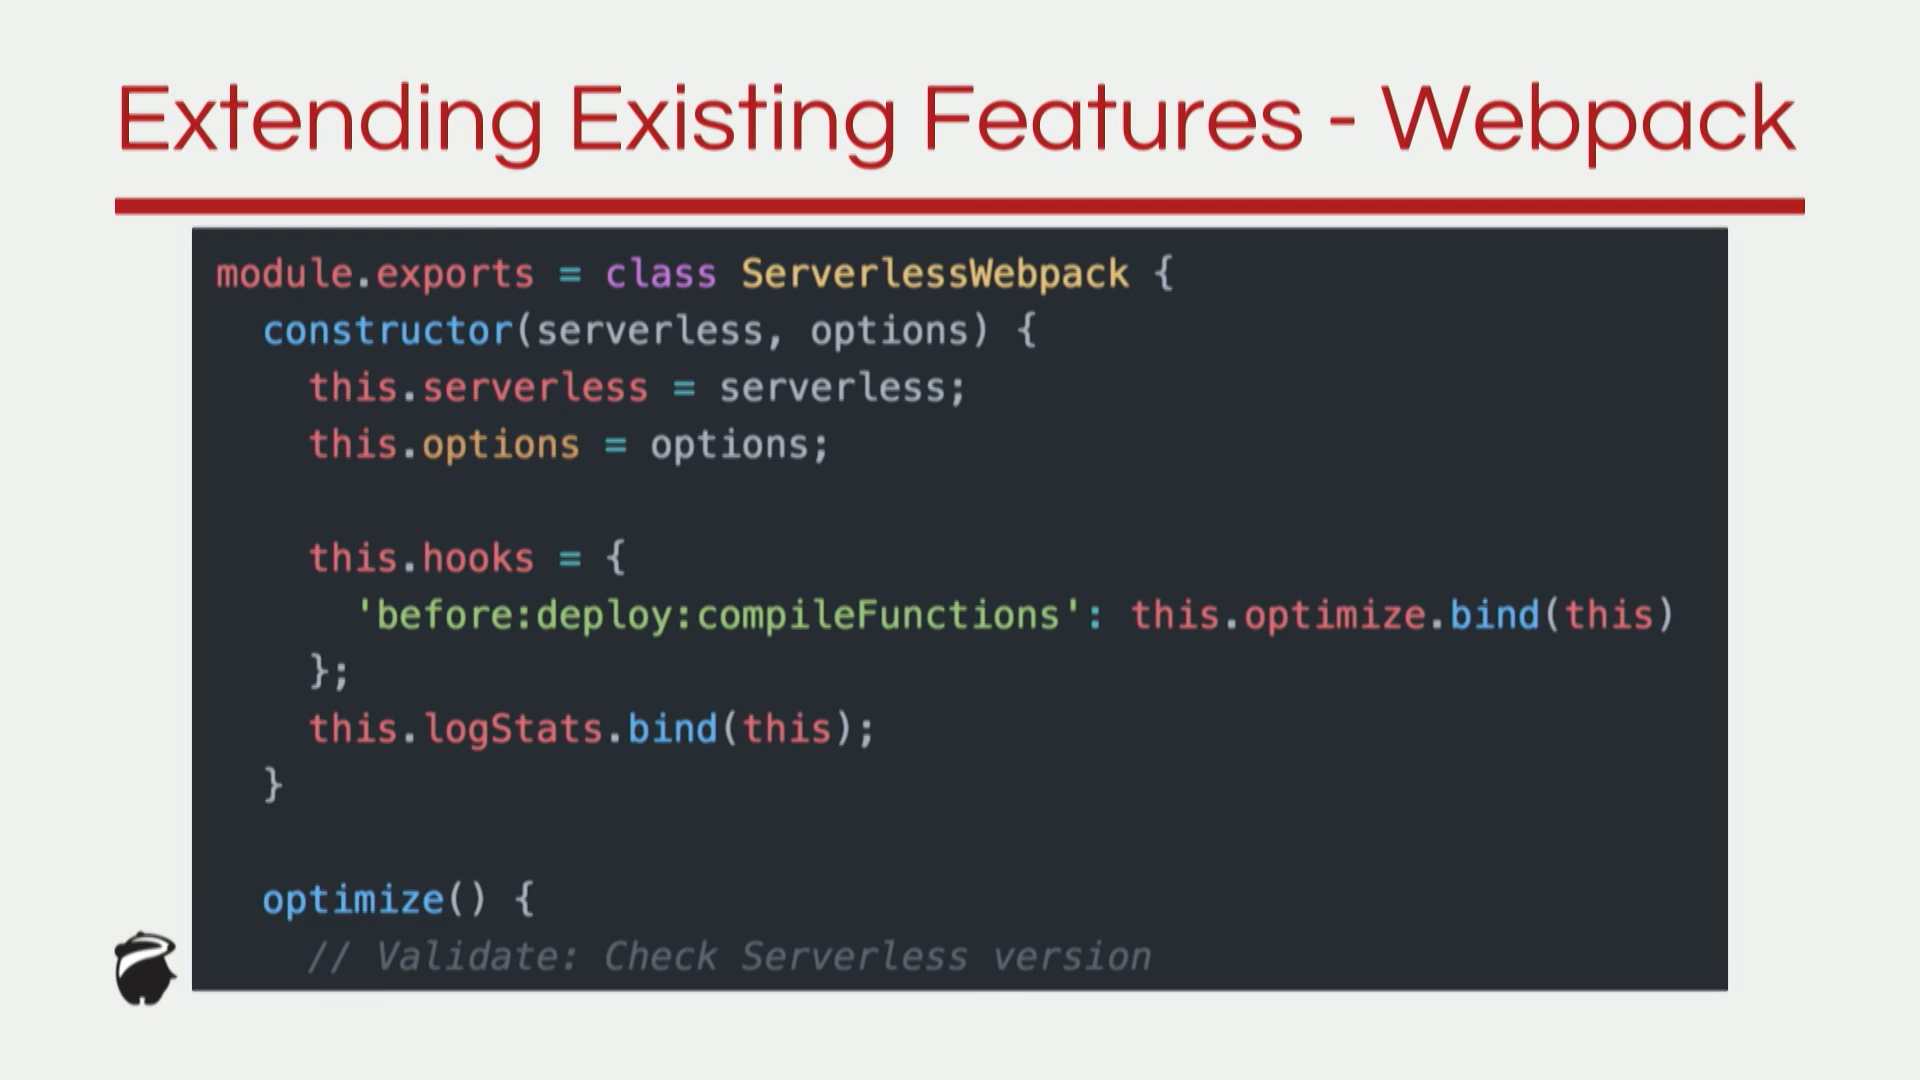 Extending Existing Features - Webpack
module.exports = class ServerlessWebpack {
constructor(serverless, options) {
this.serverless = serverless;
this.options = options;
this.hooks = {
'before:deploy:compileFunctions': this.optimize.bind(this)
};
this.logStats.bind(this);
}
optimize() {
// Validate: Check Serverless version